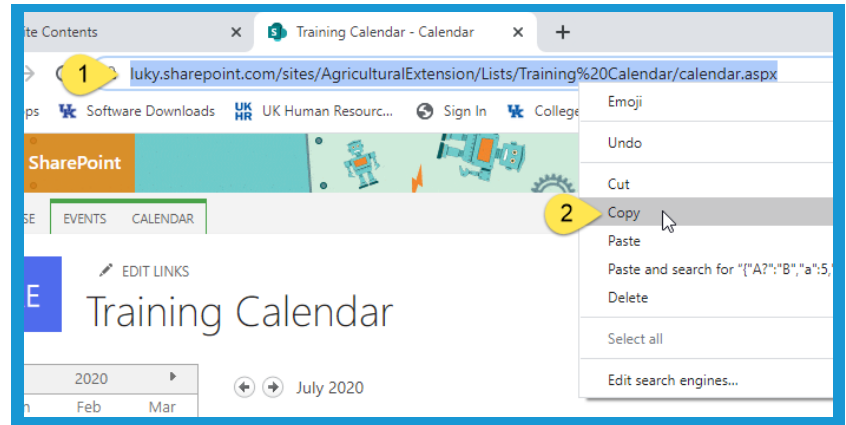 ite Contents
Training Calendar - Calendar
1
luky.sharepoint.com/sites/AgriculturalExtension/Lists/Training%20Calendar/calendar.aspx
ps Software Downloads UK HR UK Human Resourc... Sign In College
Emoji
Undo
SharePoint
Cut
2
Copy
SE EVENTS CALENDAR
Paste
Paste and search for “{"A?":"B","a":5,"
EDIT LINKS
Delete
E
Training Calendar
Select all
2020
July 2020
Edit search engines...
n Feb Mar